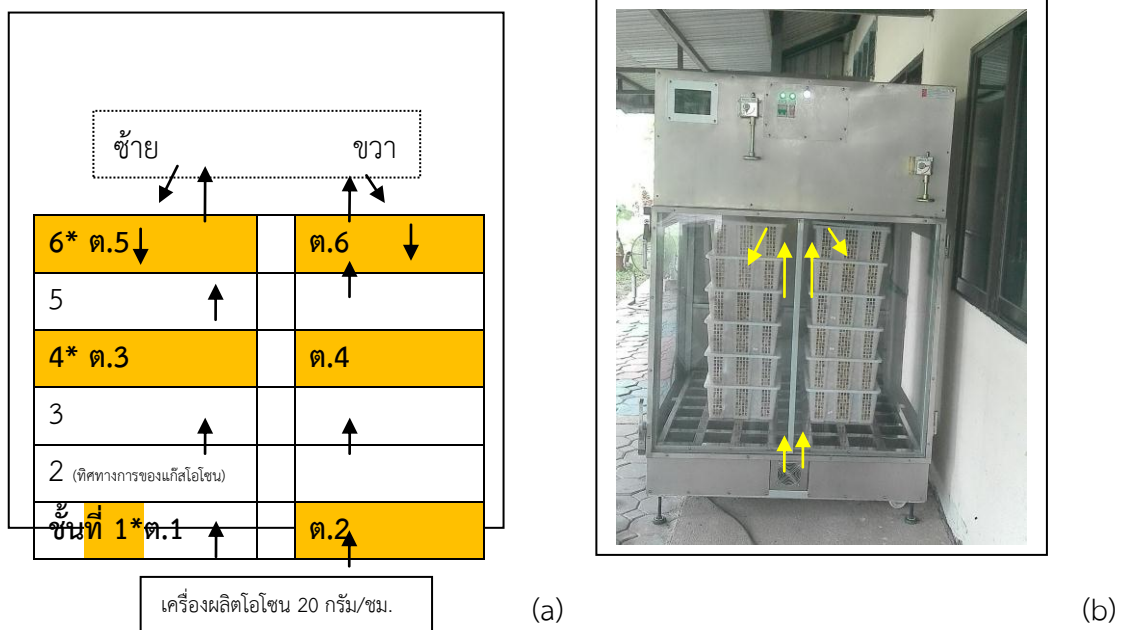 ซ้าย ขวา
6* ต.5 ต.6
5
4* ต.3 ต.4
3
2 (ทิศทางการของแก๊สโอโซน)
ชั้นที่ 1*ต.1 ต.2
เครื่องผลิตโอโซน 20 กรัม/ชม.
(a) (b)